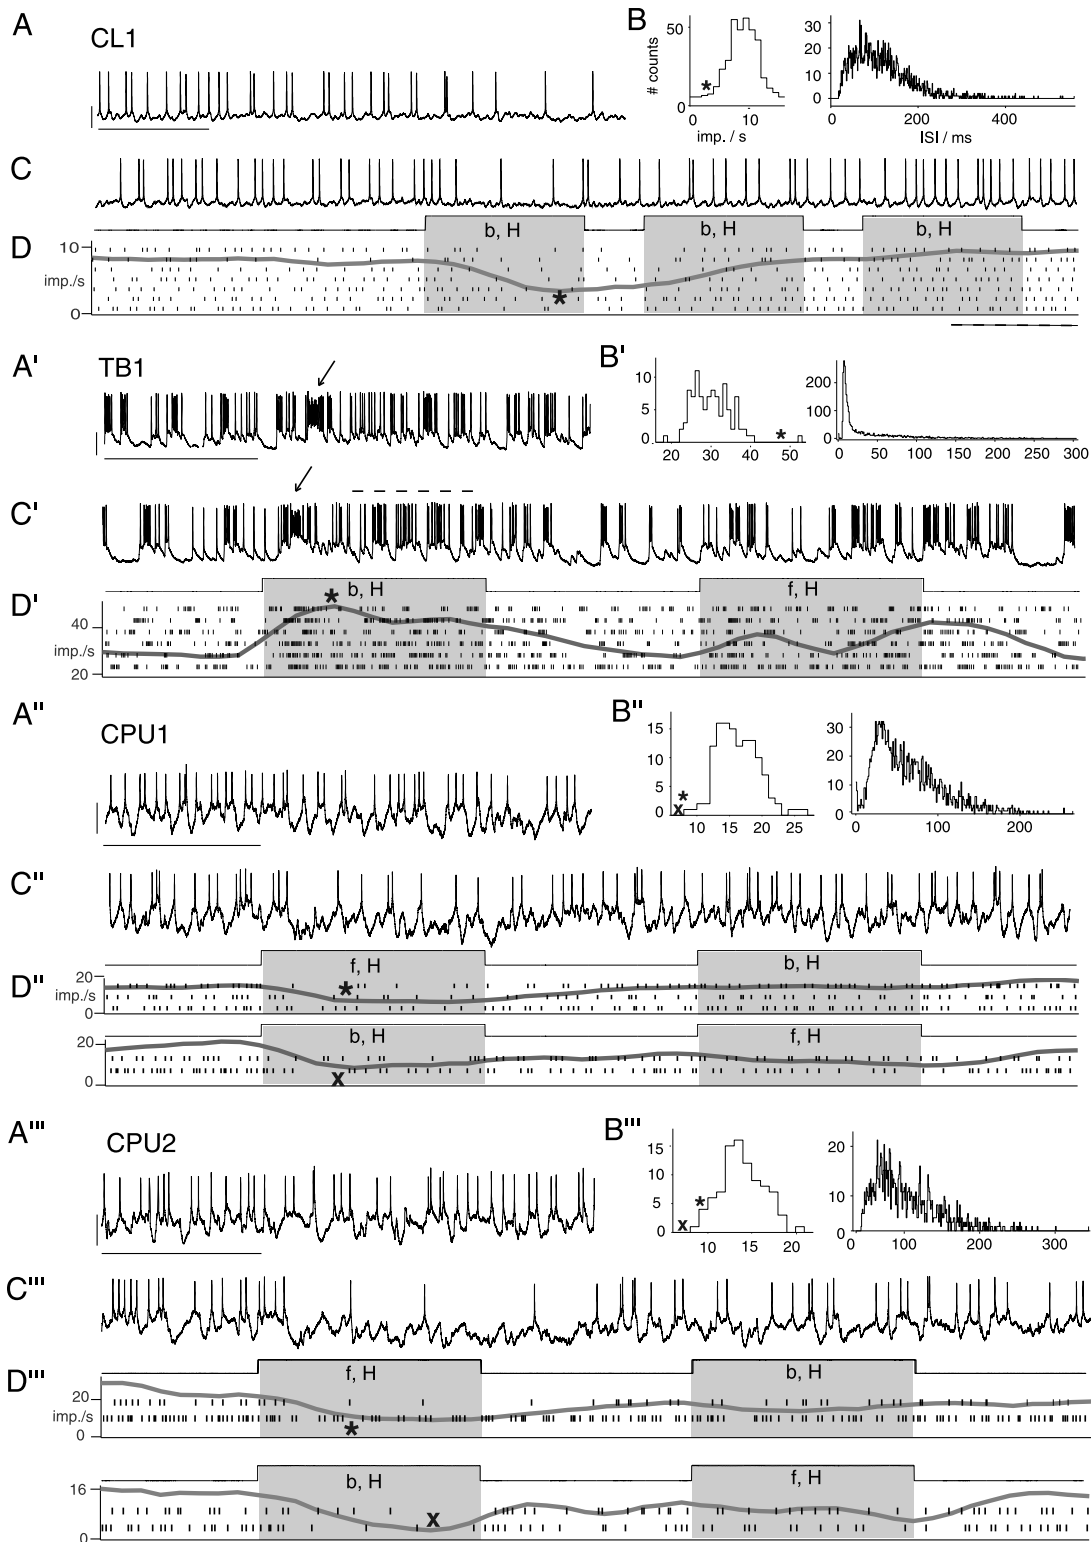 A
CL1
B
50
# counts
*
0
0
10
imp. / s
30
20
10
0
200
400
ISI / ms
C
b, H
b, H
b, H
D
10
imp./s
0
*
A'
TB1
B'
10
5
0
*
20
30
40
50
200
100
0
0
50
100
150
200
250
300
C'
b, H
f, H
D'
*
40
imp./s
20
A''
CPU1
B''
15
10
5
0
*
x
10
15
20
25
30
20
10
0
0
100
200
C''
f, H
b, H
D''
20
imp./s
0
*
b, H
f, H
20
0
x
A'''
CPU2
B'''
15
10
5
0
*
x
10
15
20
20
10
0
0
100
200
300
C'''
f, H
b, H
D'''
20
imp./s
0
*
b, H
f, H
16
0
x